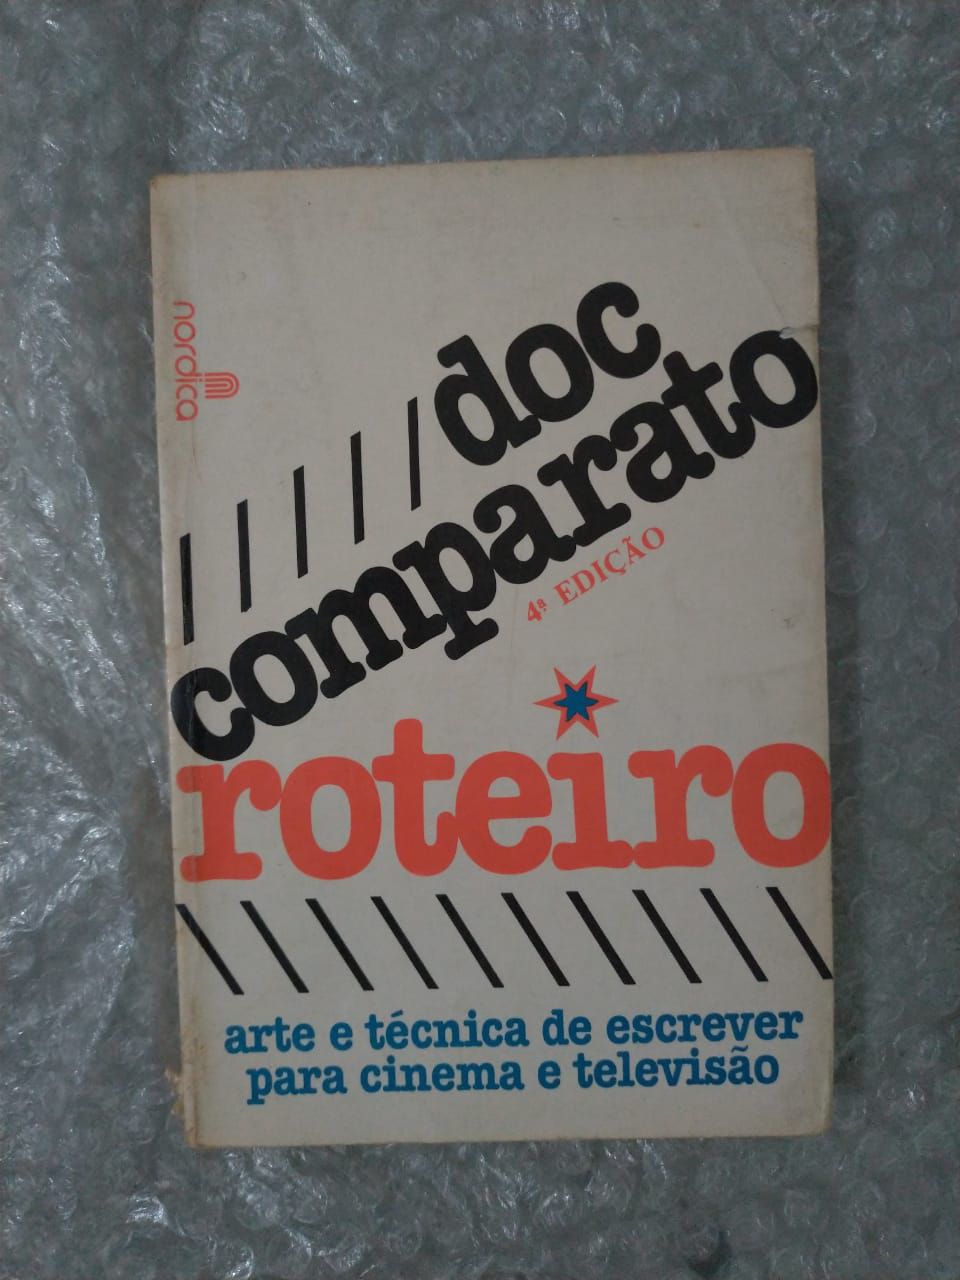 nordica
doc
comparato
4ª EDIÇÃO
roteiro
arte e técnica de escrever
para cinema e televisão